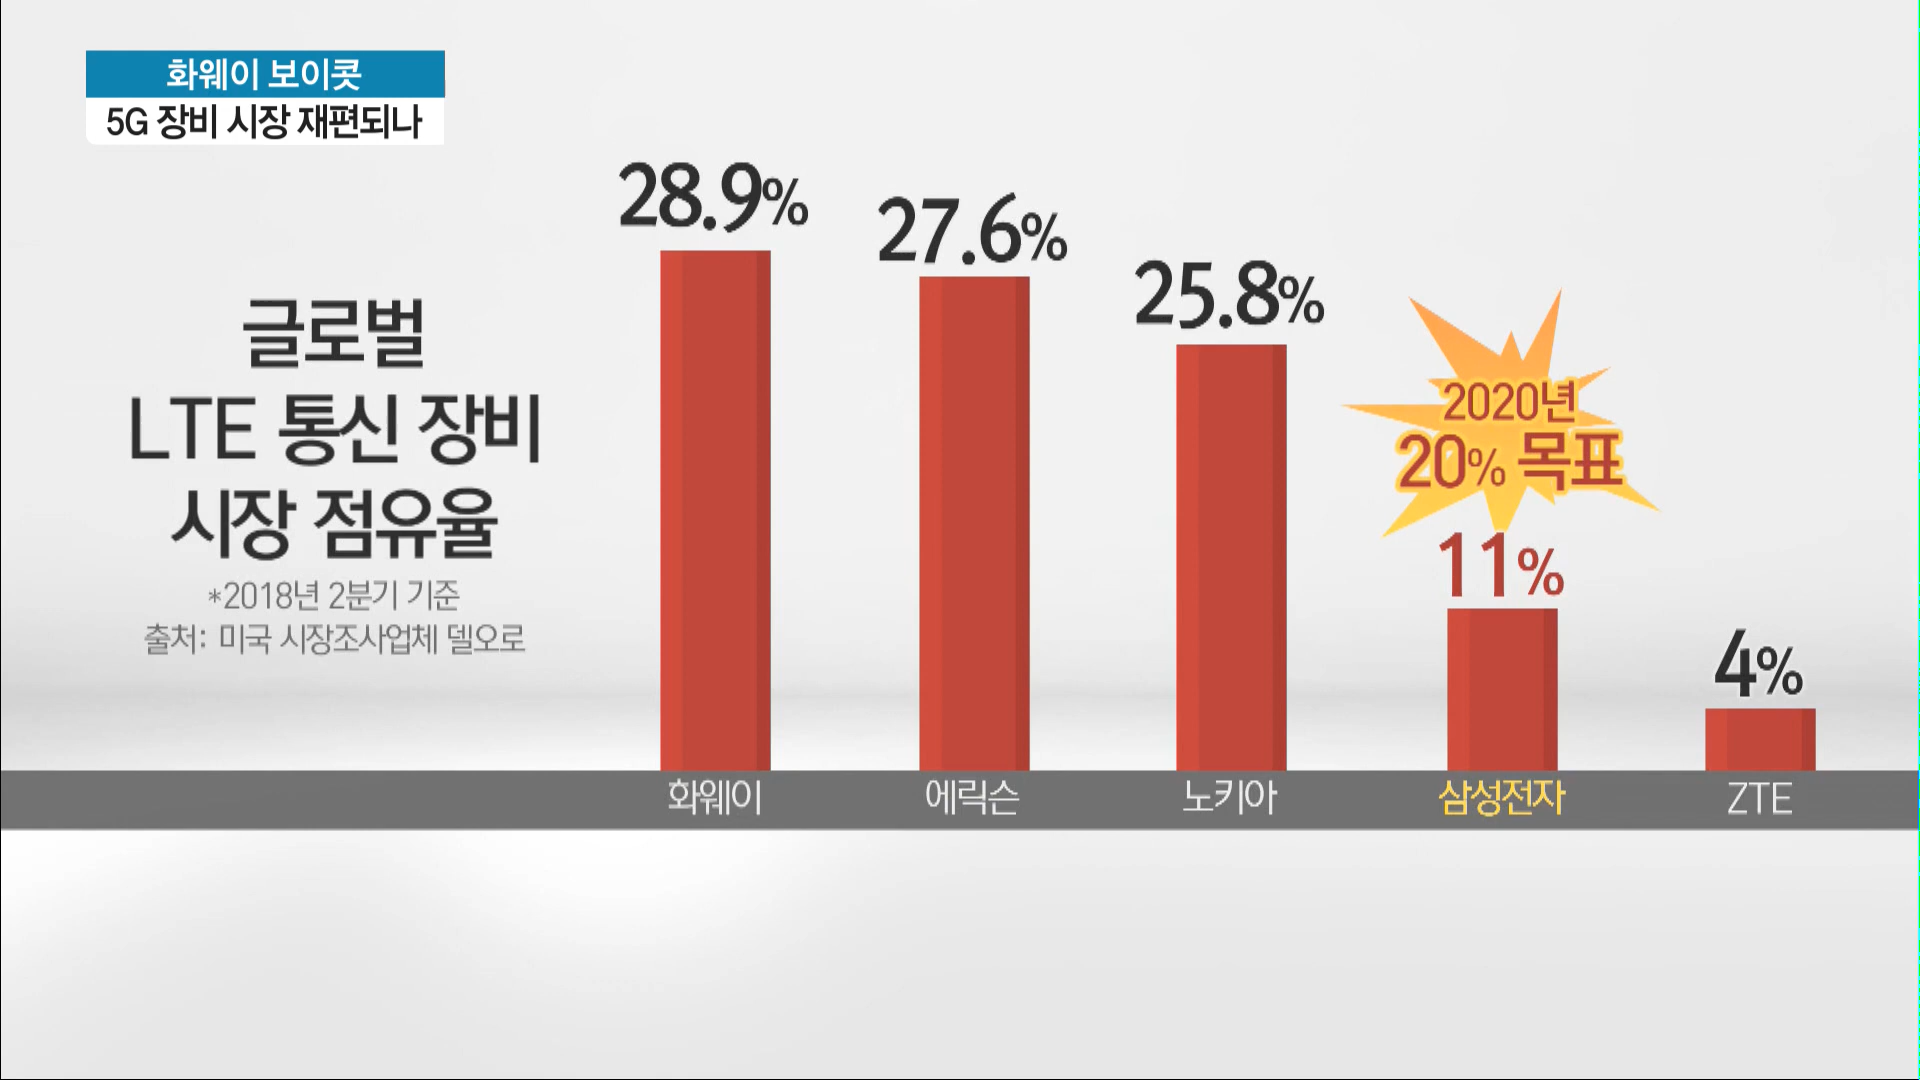 화웨이 보이콧
5G 장비 시장 재편되나
글로벌
LTE 통신 장비
시장 점유율
*2018년 2분기 기준
출처: 미국 시장조사업체 델오로
28.9%
27.6%
25.8%
2020년
20% 목표
11%
4%
화웨이
에릭슨
노키아
삼성전자
ZTE